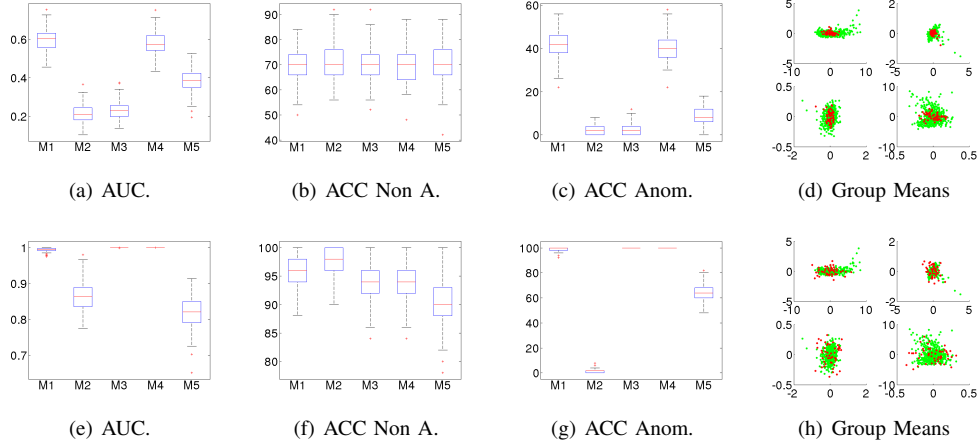 0.6
0.4
0.2
M1 M2 M3 M4 M5
(a) AUC.
90
80
70
60
50
40
M1 M2 M3 M4 M5
(b) ACC Non A.
60
40
20
0
M1 M2 M3 M4 M5
(c) ACC Anom.
5
0
-5
-10 0 10
2
0
-2
-5 0 5
0.5
0
-0.5
-2 0 2
10
0
-10
-0.5 0 0.5
(d) Group Means
1
0.9
0.8
0.7
M1 M2 M3 M4 M5
(e) AUC.
100
95
90
85
80
M1 M2 M3 M4 M5
(f) ACC Non A.
100
80
60
40
20
0
M1 M2 M3 M4 M5
(g) ACC Anom.
5
0
-5
-10 0 10
2
0
-2
-5 0 5
0.5
0
-0.5
-2 0 2
10
0
-10
-0.5 0 0.5
(h) Group Means